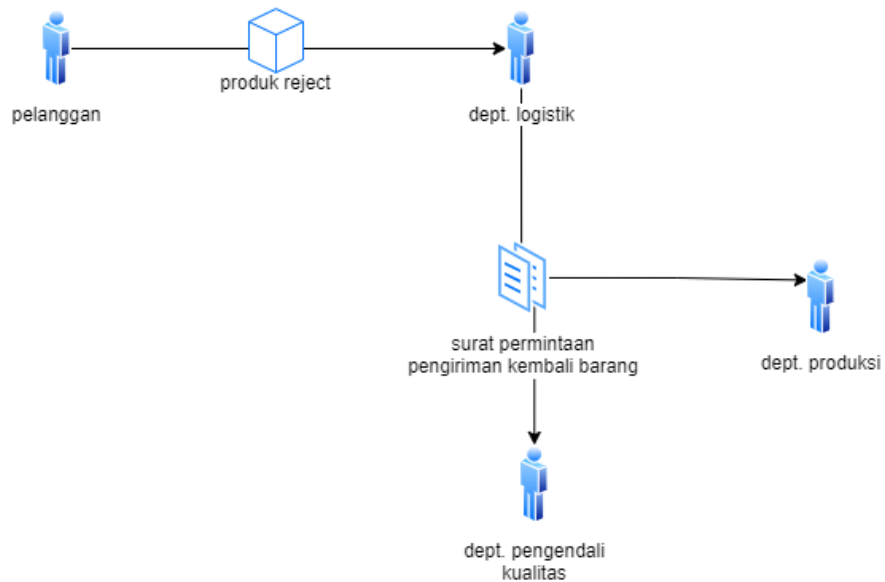 produk reject
pelanggan
dept. logistik
surat permintaan
pengiriman kembali barang
dept. produksi
dept. pengendali
kualitas